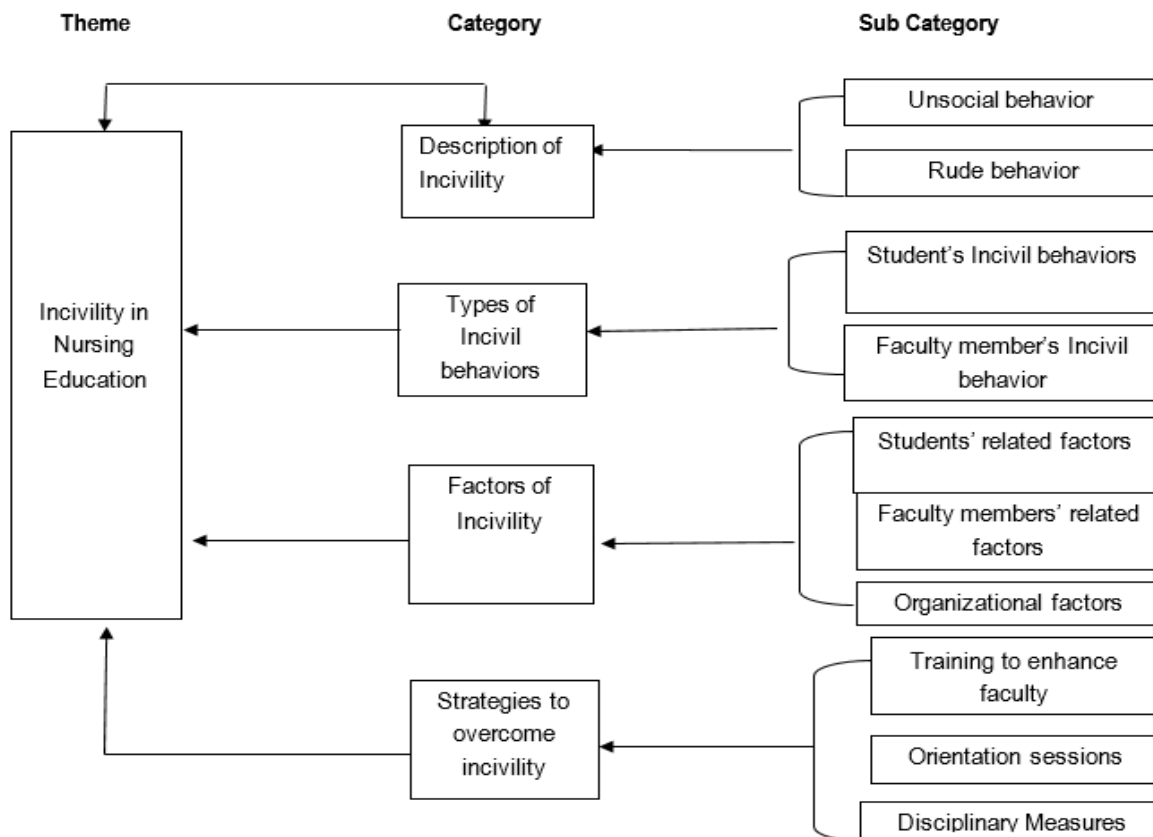 Theme
Category
Sub Category
Unsocial behavior
Description of
Incivility
Rude behavior
Student's Incivil behaviors
Incivility in
Nursing
Education
Types of
Incivil
behaviors
Faculty member's Incivil
behavior
Students' related factors
Factors of
Incivility
Faculty members' related
factors
Organizational factors
Training to enhance
faculty
Strategies to
overcome
incivility
Orientation sessions
Disciplinary Measures